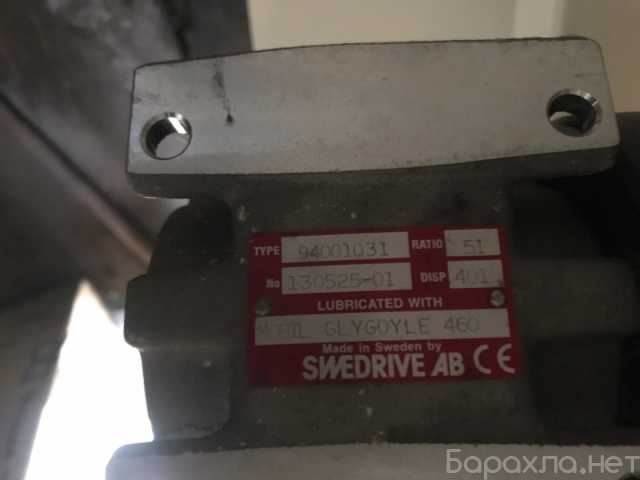 TYPE 94001031 RATIO 51
No 130525-01 DISP. 401
LUBRICATED WITH
MOBIL GLYGOYLE 460
Made in Sweden by
SWEDRIVE AB CE
Барахла.нет